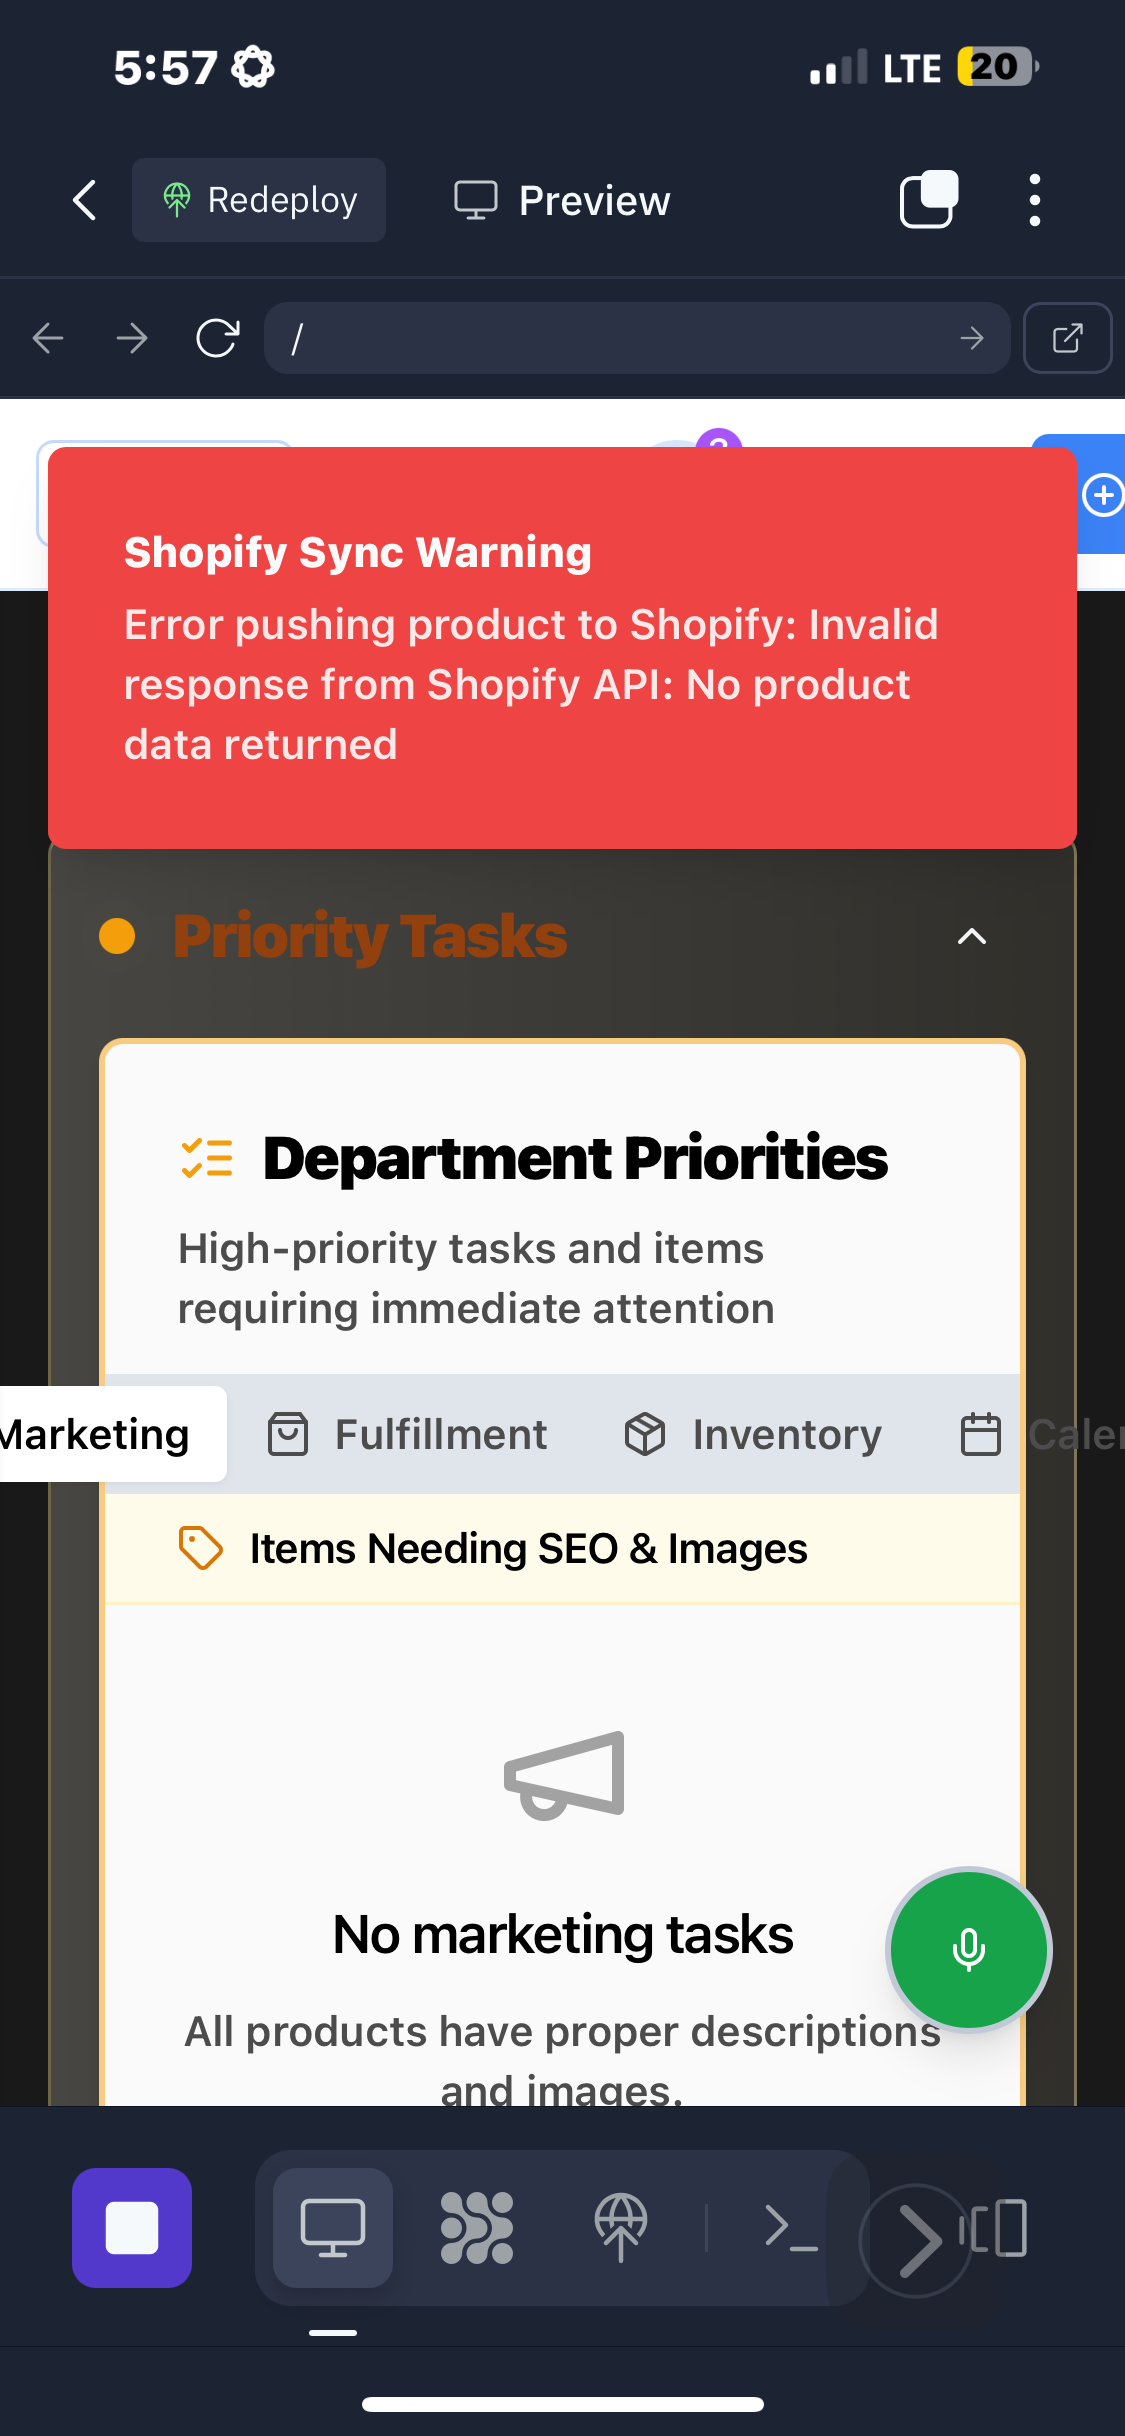 5:57
LTE 20
Redeploy
Preview
/
Shopify Sync Warning
Error pushing product to Shopify: Invalid
response from Shopify API: No product
data returned
Priority Tasks
Department Priorities
High-priority tasks and items
requiring immediate attention
Marketing Fulfillment Inventory
Items Needing SEO & Images
No marketing tasks
All products have proper descriptions
and images.